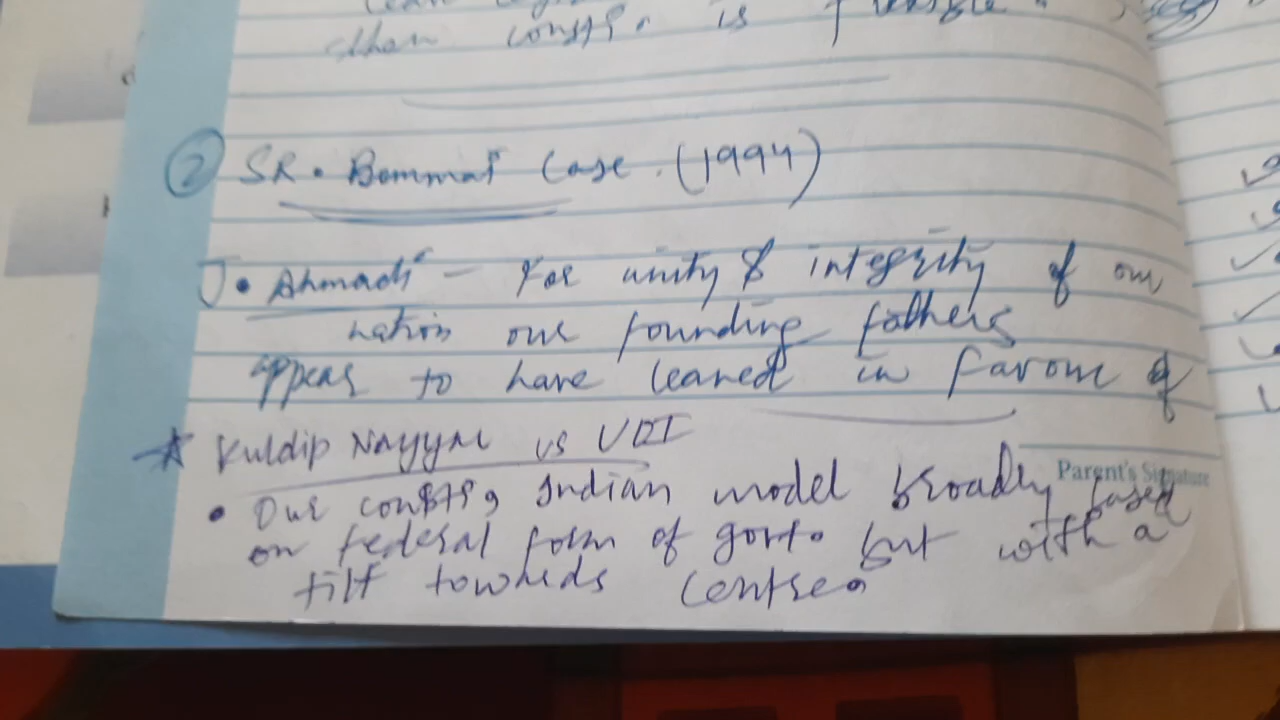 than consti. is
② SR. Bommai Case. (1994)
J. Ahmadi - For unity & integrity of our
nation our founding fathers
appear to have leaned in favour of
★ Kuldip Nayyar vs UOI
Parent's Signature
• Our consti, Indian model broadly based
on federal form of govt. but with a
tilt towards Centre.